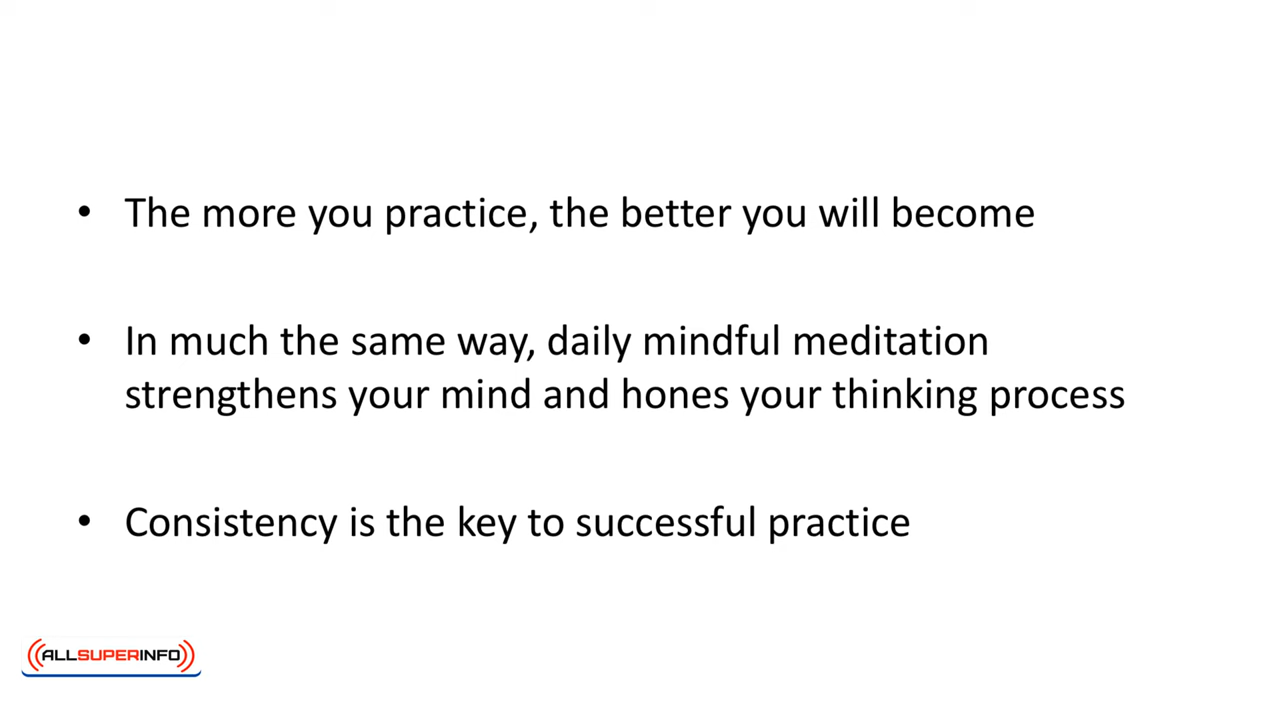 • The more you practice, the better you will become
• In much the same way, daily mindful meditation
strengthens your mind and hones your thinking process
• Consistency is the key to successful practice
ALLSUPERINFO